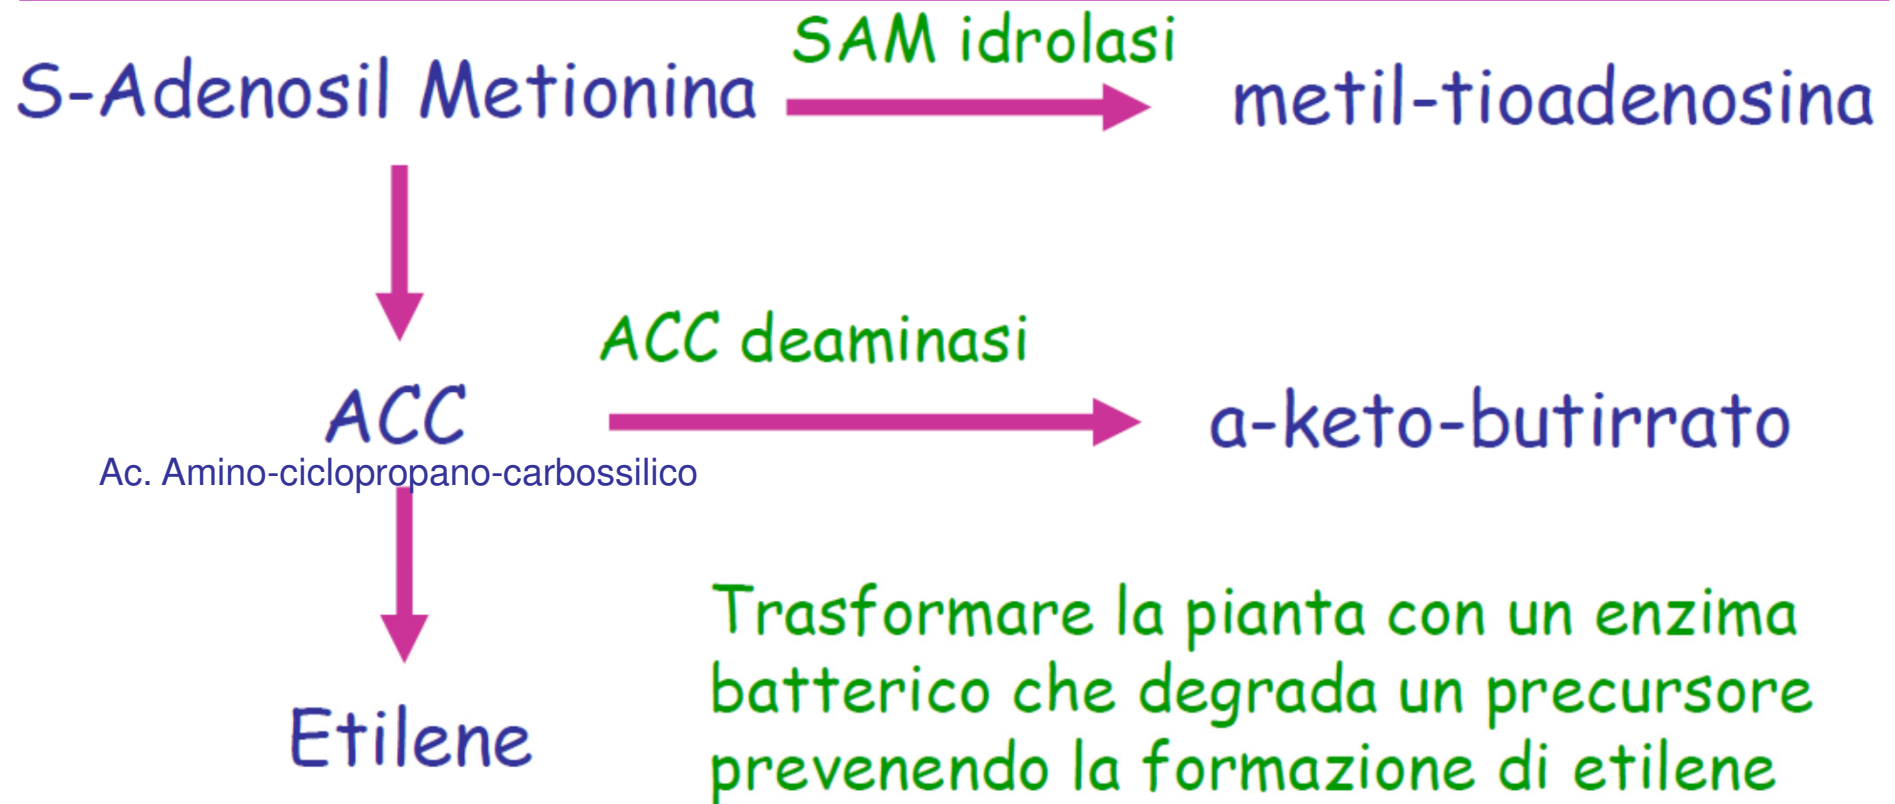 SAM idrolasi
S-Adenosil Metionina
metil-tioadenosina
ACC deaminasi
ACC
a-keto-butirrato
Ac. Amino-ciclopropano-carbossilico
Trasformare la pianta con un enzima
batterico che degrada un precursore
prevenendo la formazione di etilene
Etilene